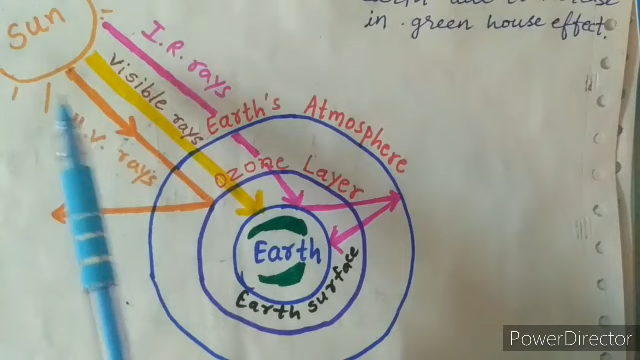 in green house effect.
Sun
I.R. rays
visible rays
U.V. rays
Earth's Atmosphere
Ozone Layer
Earth
Earth surface
PowerDirector